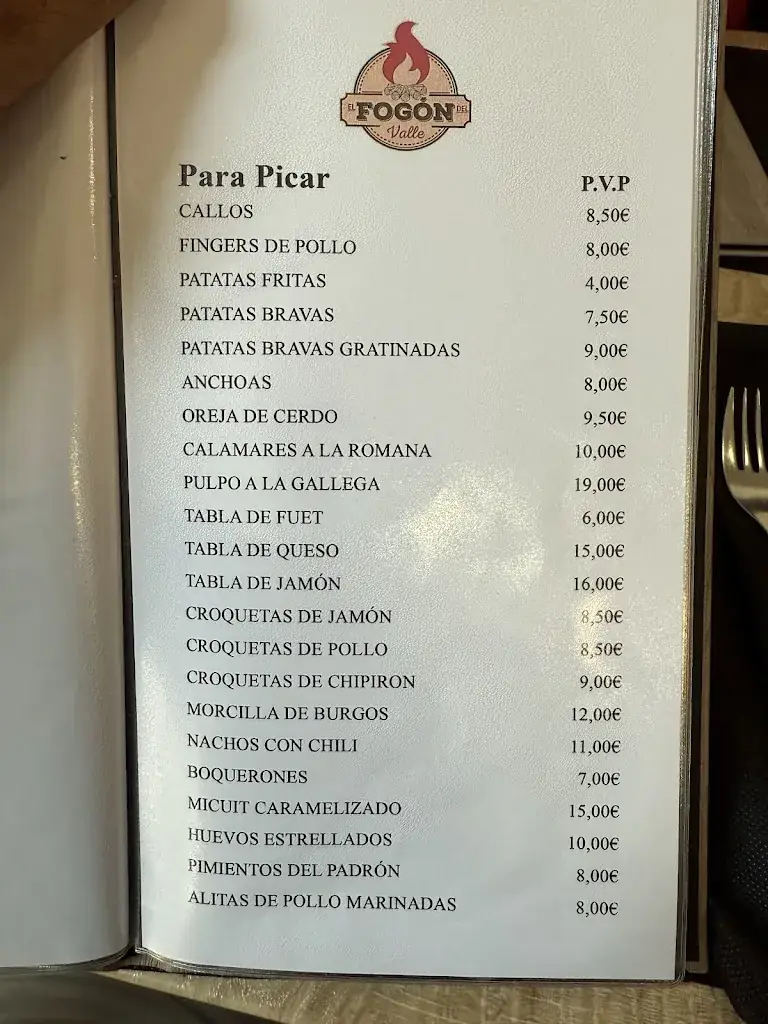 EL FOGÓN DEL
Valle
Para Picar P.V.P
CALLOS 8,50€
FINGERS DE POLLO 8,00€
PATATAS FRITAS 4,00€
PATATAS BRAVAS 7,50€
PATATAS BRAVAS GRATINADAS 9,00€
ANCHOAS 8,00€
OREJA DE CERDO 9,50€
CALAMARES A LA ROMANA 10,00€
PULPO A LA GALLEGA 19,00€
TABLA DE FUET 6,00€
TABLA DE QUESO 15,00€
TABLA DE JAMÓN 16,00€
CROQUETAS DE JAMÓN 8,50€
CROQUETAS DE POLLO 8,50€
CROQUETAS DE CHIPIRON 9,00€
MORCILLA DE BURGOS 12,00€
NACHOS CON CHILI 11,00€
BOQUERONES 7,00€
MICUIT CARAMELIZADO 15,00€
HUEVOS ESTRELLADOS 10,00€
PIMIENTOS DEL PADRÓN 8,00€
ALITAS DE POLLO MARINADAS 8,00€